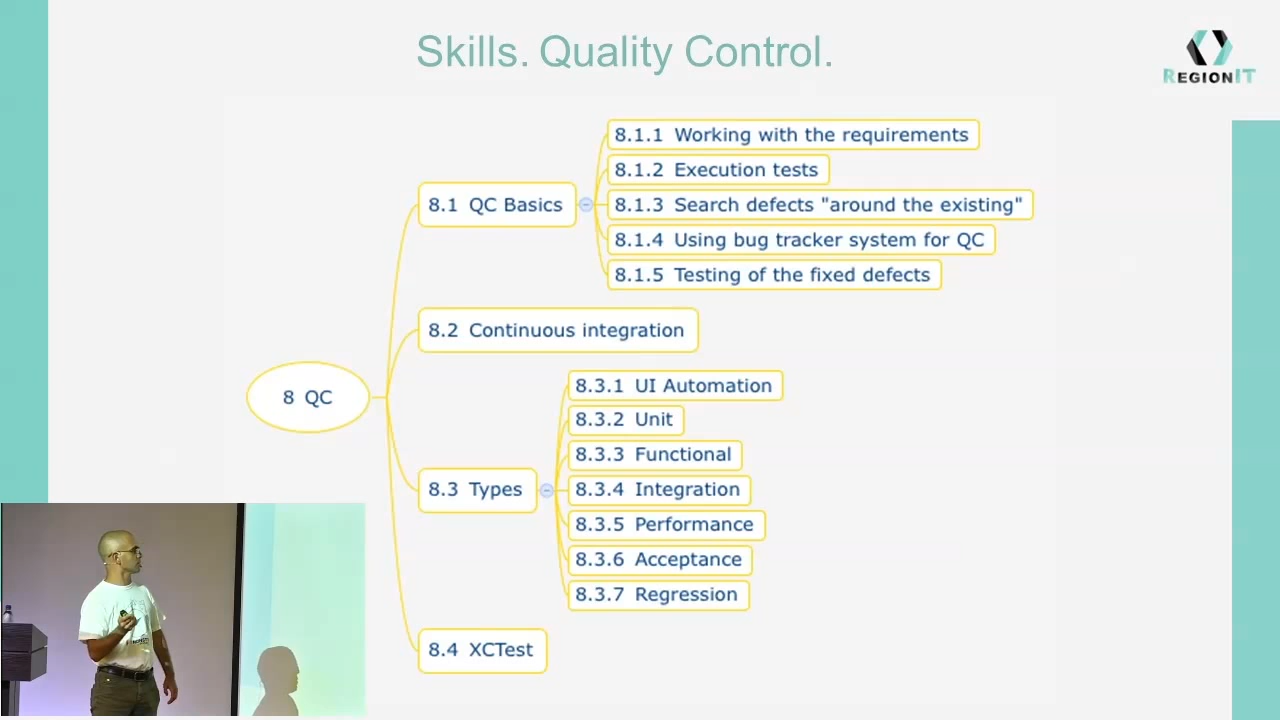 Skills. Quality Control.
REGIONIT
8 QC
8.1 QC Basics
8.1.1 Working with the requirements
8.1.2 Execution tests
8.1.3 Search defects "around the existing"
8.1.4 Using bug tracker system for QC
8.1.5 Testing of the fixed defects
8.2 Continuous integration
8.3 Types
8.3.1 UI Automation
8.3.2 Unit
8.3.3 Functional
8.3.4 Integration
8.3.5 Performance
8.3.6 Acceptance
8.3.7 Regression
8.4 XCTest